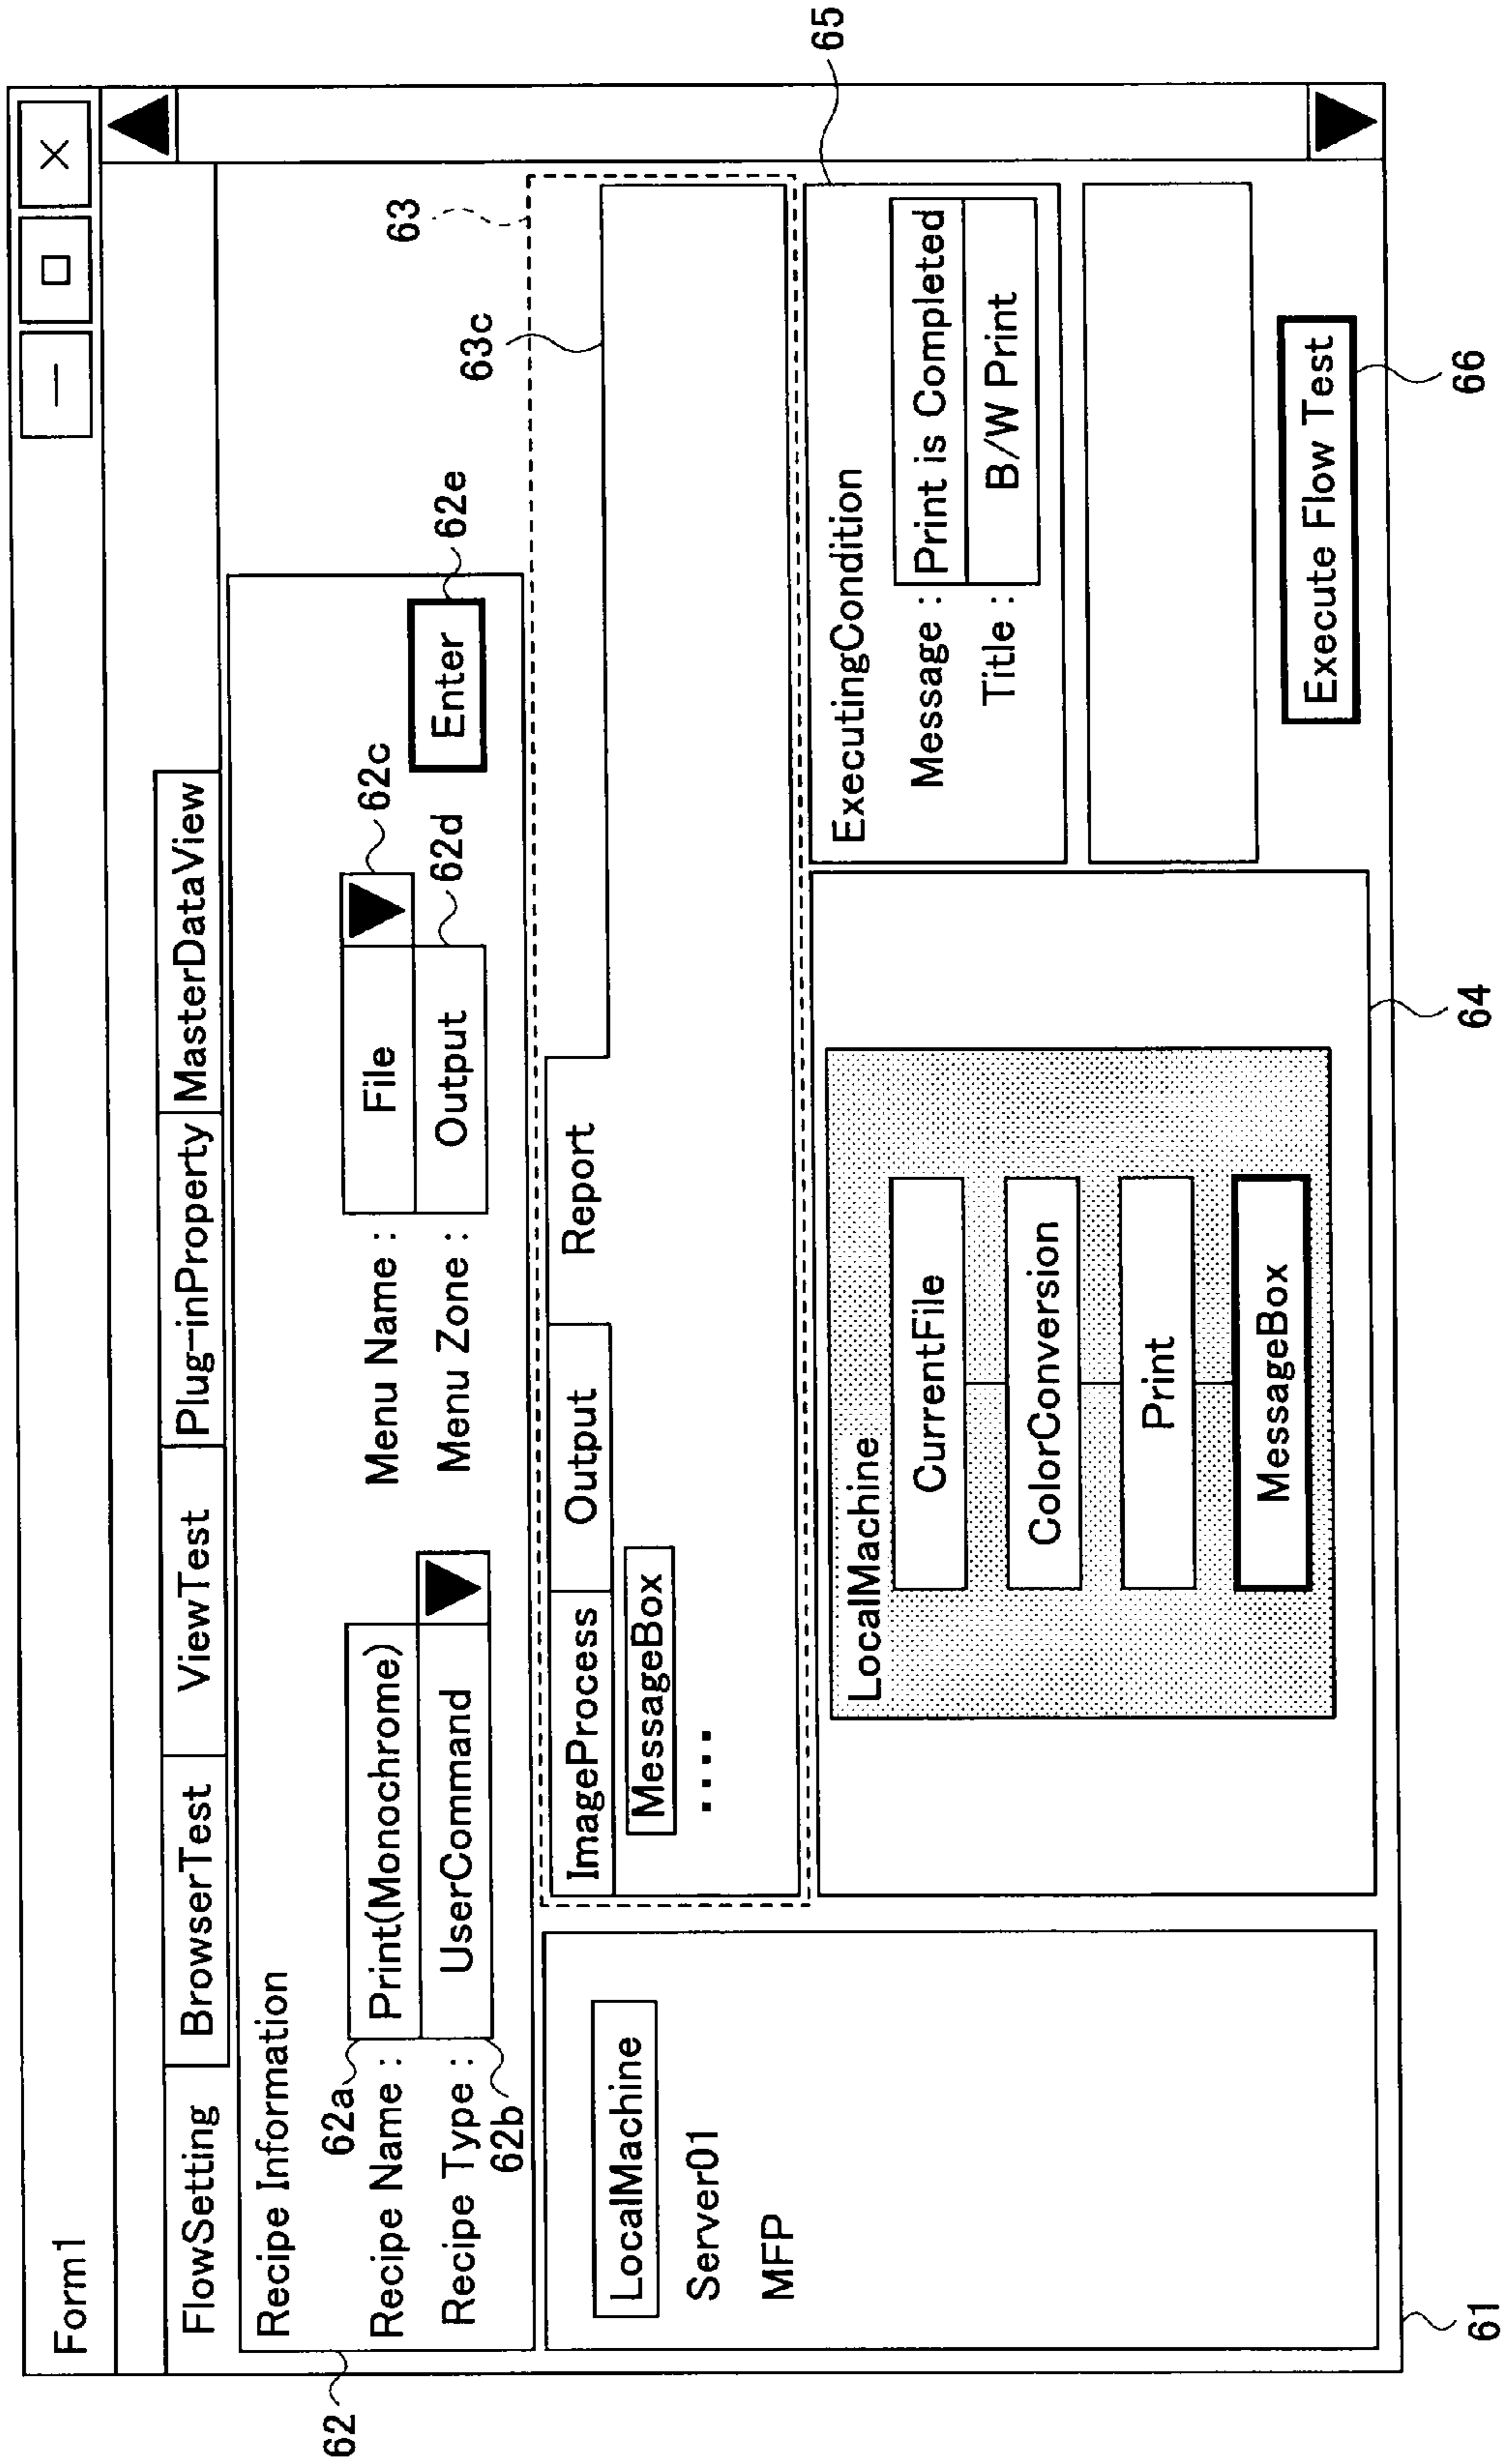 Form1
FlowSetting BrowserTest ViewTest Plug-inProperty MasterDataView
62
Recipe Information
62a
Recipe Name : Print(Monochrome)
Recipe Type : UserCommand
62b
Menu Name : File
62c
Menu Zone : Output
62d
Enter
62e
63
ImageProcess Output Report
63c
MessageBox
....
LocalMachine
Server01
MFP
LocalMachine
CurrentFile
ColorConversion
Print
MessageBox
64
ExecutingCondition
65
Message : Print is Completed
Title : B/W Print
Execute Flow Test
66
61